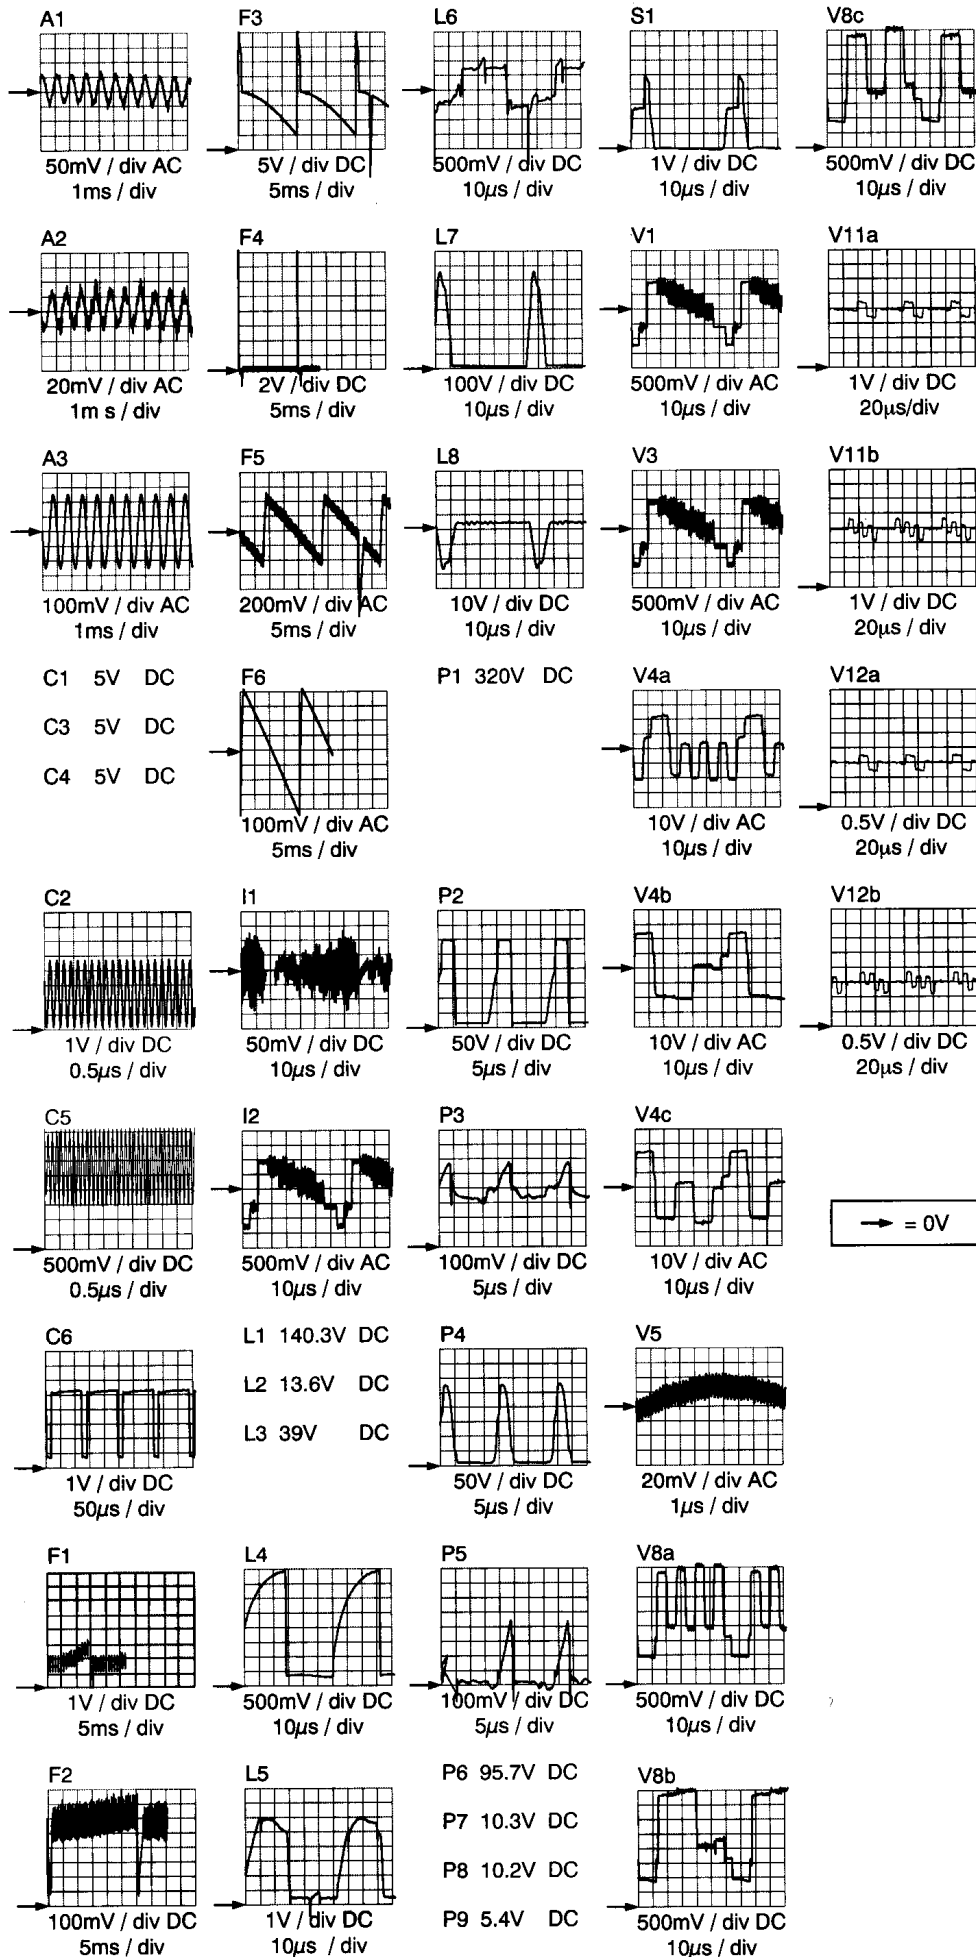 A1
50mV / div AC
1ms / div
F3
5V / div DC
5ms / div
L6
500mV / div DC
10µs / div
S1
1V / div DC
10µs / div
V8c
500mV / div DC
10µs / div
A2
20mV / div AC
1m s / div
F4
2V / div DC
5ms / div
L7
100V / div DC
10µs / div
V1
500mV / div DC
10µs / div
V11a
1V / div DC
20µs/div
A3
100mV / div AC
1ms / div
F5
200mV / div AC
5ms / div
L8
10V / div DC
10µs / div
V3
500mV / div DC
10µs / div
V11b
1V / div DC
20µs / div
C1 5V DC
C3 5V DC
C4 5V DC
F6
100mV / div AC
5ms / div
P1 320V DC
V4a
10V / div AC
10µs / div
V12a
0.5V / div DC
20µs / div
C2
1V / div DC
0.5µs / div
I1
50mV / div DC
10µs / div
P2
50V / div DC
5µs / div
V4b
10V / div AC
10µs / div
V12b
0.5V / div DC
20µs / div
C5
500mV / div DC
0.5µs / div
I2
500mV / div AC
10µs / div
P3
100mV / div DC
5µs / div
V4c
10V / div AC
10µs / div
= 0V
C6
1V / div DC
50µs / div
L1 140.3V DC
L2 13.6V DC
L3 39V DC
P4
50V / div DC
5µs / div
V5
20mV / div AC
1µs / div
F1
1V / div DC
5ms / div
L4
500mV / div DC
10µs / div
P5
100mV / div DC
5µs / div
V8a
500mV / div DC
10µs / div
F2
100mV / div DC
5ms / div
L5
1V / div DC
10µs / div
P6 95.7V DC
P7 10.3V DC
P8 10.2V DC
P9 5.4V DC
V8b
500mV / div DC
10µs / div